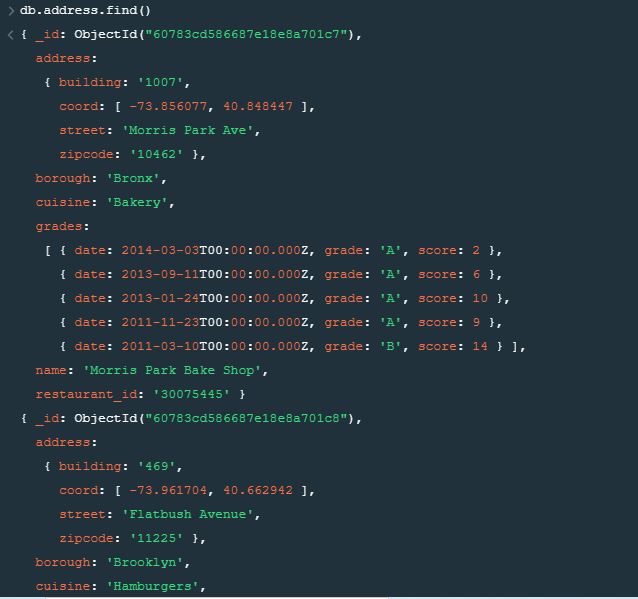 > db.address.find()
< { _id: ObjectId("60783cd586687e18e8a701c7"),
address:
{ building: '1007',
coord: [ -73.856077, 40.848447 ],
street: 'Morris Park Ave',
zipcode: '10462' },
borough: 'Bronx',
cuisine: 'Bakery',
grades:
[ { date: 2014-03-03T00:00:00.000Z, grade: 'A', score: 2 },
{ date: 2013-09-11T00:00:00.000Z, grade: 'A', score: 6 },
{ date: 2013-01-24T00:00:00.000Z, grade: 'A', score: 10 },
{ date: 2011-11-23T00:00:00.000Z, grade: 'A', score: 9 },
{ date: 2011-03-10T00:00:00.000Z, grade: 'B', score: 14 } ],
name: 'Morris Park Bake Shop',
restaurant_id: '30075445' }
{ _id: ObjectId("60783cd586687e18e8a701c8"),
address:
{ building: '469',
coord: [ -73.961704, 40.662942 ],
street: 'Flatbush Avenue',
zipcode: '11225' },
borough: 'Brooklyn',
cuisine: 'Hamburgers',